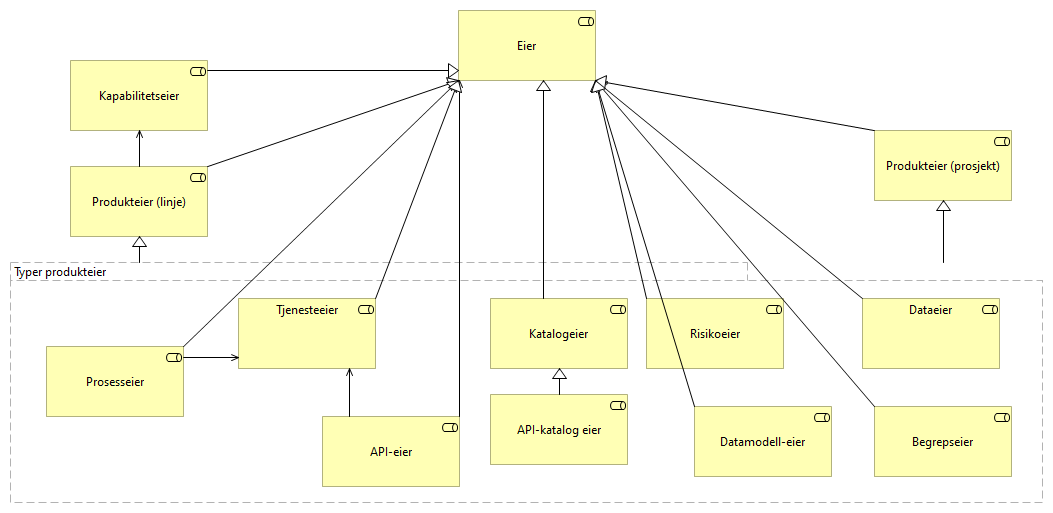 Eier
Kapabilitetseier
Produkteier (prosjekt)
Produkteier (linje)
Typer produkteier
Tjenesteeier
Katalogeier
Risikoeier
Dataeier
Prosesseier
API-eier
API-katalog eier
Datamodell-eier
Begrepseier